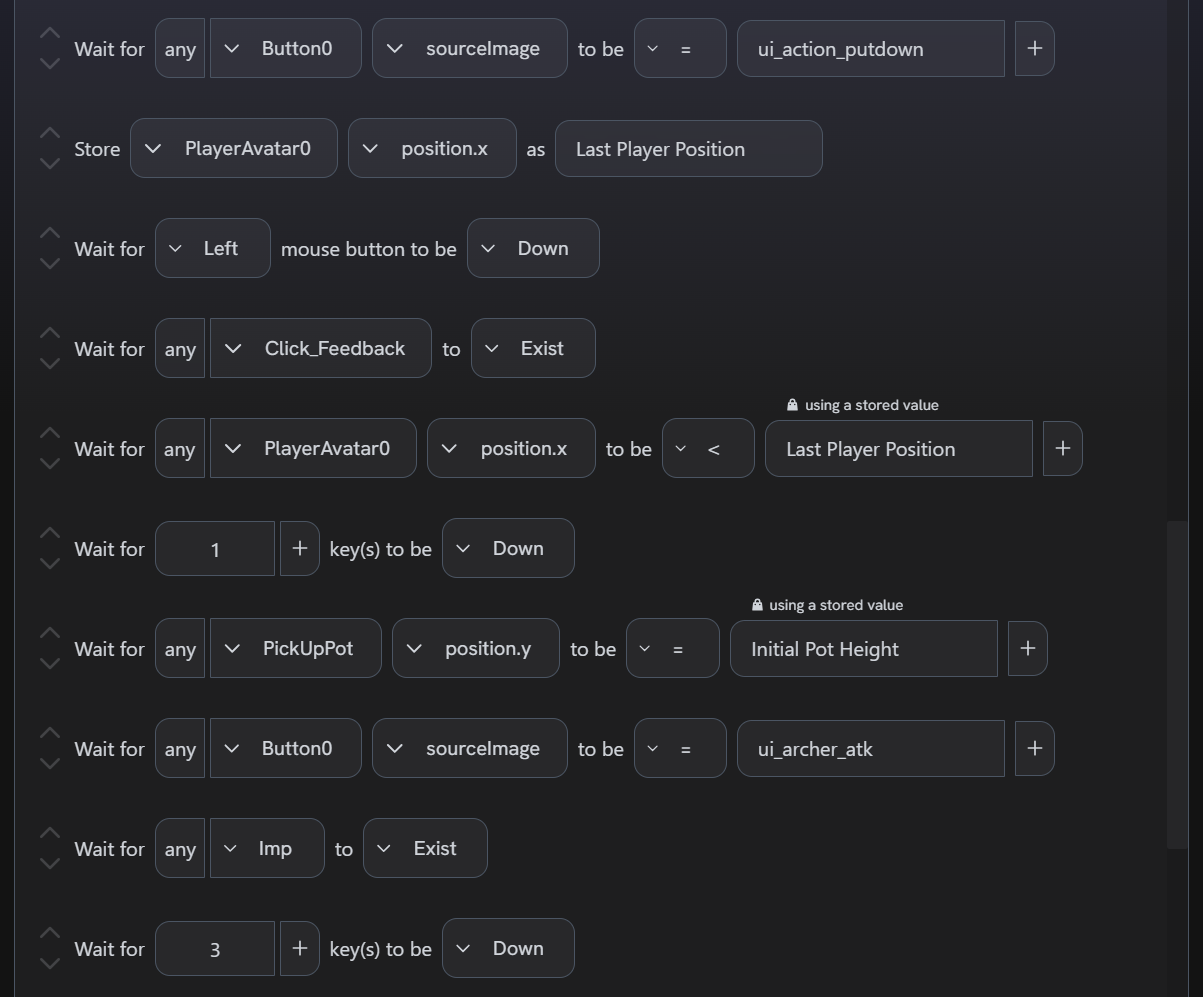 Wait for any Button0 sourceImage to be = ui_action_putdown +
Store PlayerAvatar0 position.x as Last Player Position
Wait for Left mouse button to be Down
Wait for any Click_Feedback to Exist
using a stored value
Wait for any PlayerAvatar0 position.x to be < Last Player Position +
Wait for 1 + key(s) to be Down
using a stored value
Wait for any PickUpPot position.y to be = Initial Pot Height +
Wait for any Button0 sourceImage to be = ui_archer_atk +
Wait for any Imp to Exist
Wait for 3 + key(s) to be Down